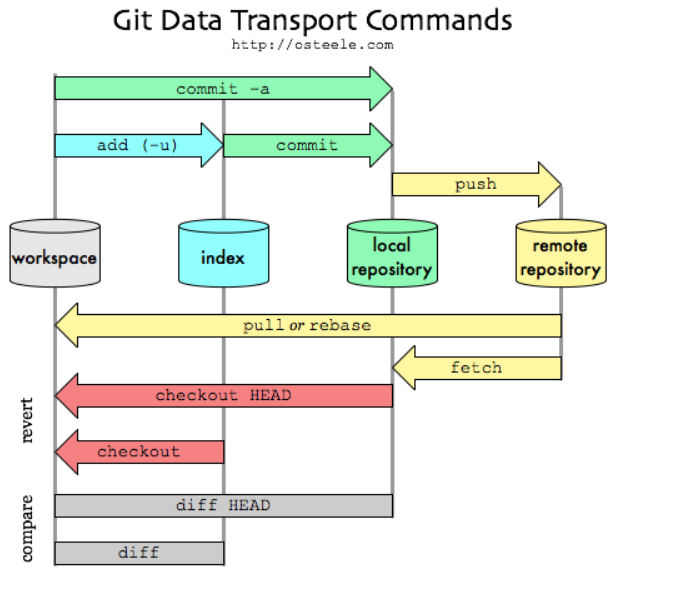 Git Data Transport Commands
http://osteele.com
commit -a
add (-u)
commit
push
workspace
index
local
repository
remote
repository
pull or rebase
fetch
revert
checkout HEAD
checkout
compare
diff HEAD
diff